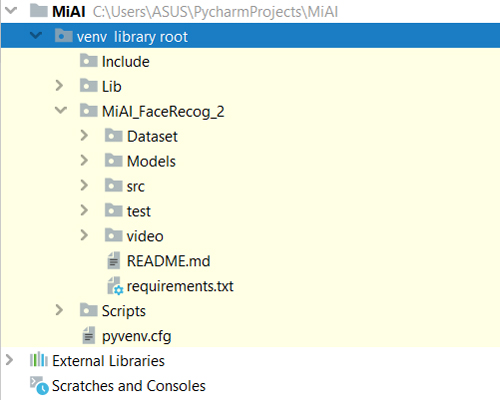 MiAI C:\Users\ASUS\PycharmProjects\MiAI
venv library root
Include
Lib
MiAI_FaceRecog_2
Dataset
Models
src
test
video
README.md
requirements.txt
Scripts
pyvenv.cfg
External Libraries
Scratches and Consoles